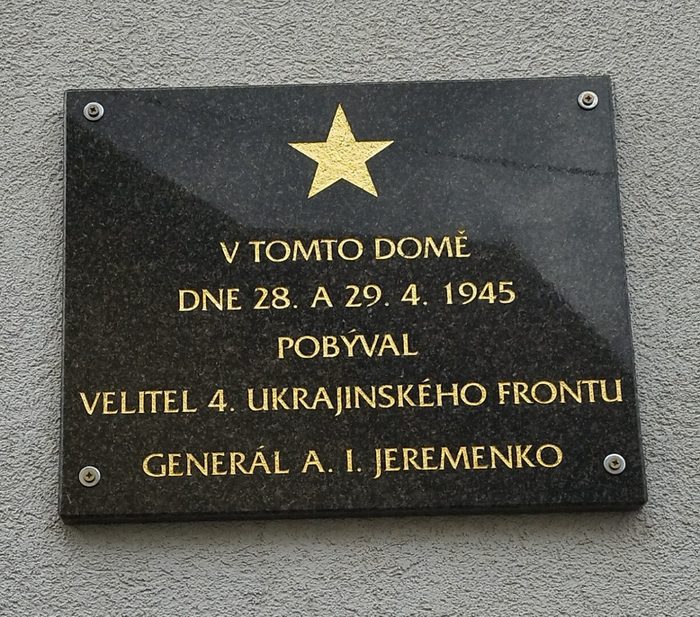 V TOMTO DOMĚ
DNE 28. A 29. 4. 1945
POBÝVAL
VELITEL 4. UKRAJINSKÉHO FRONTU
GENERÁL A. I. JEREMENKO